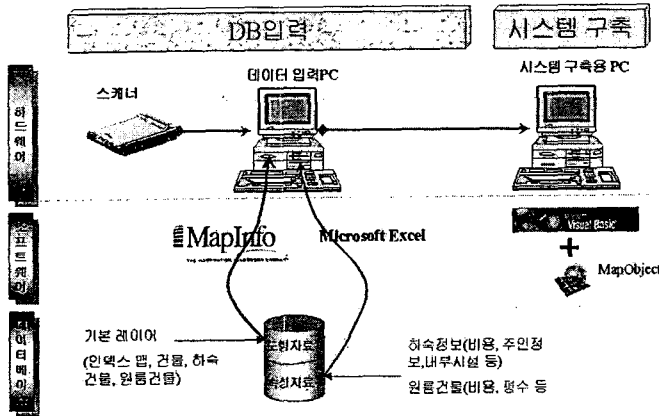 DB입력
시스템 구축
스케너
데이터 입력PC
시스템 구축용 PC
하드웨어
MapInfo
Microsoft Excel
Visual Basic
+
MapObject
소프트웨어
기본 레이어
(인덱스 맵, 건물, 하숙
건물, 원룸건물)
도형자료
속성자료
하숙정보(비용, 주인정
보,내부시설 등)
원룸건물(비용, 평수 등
데이터베이